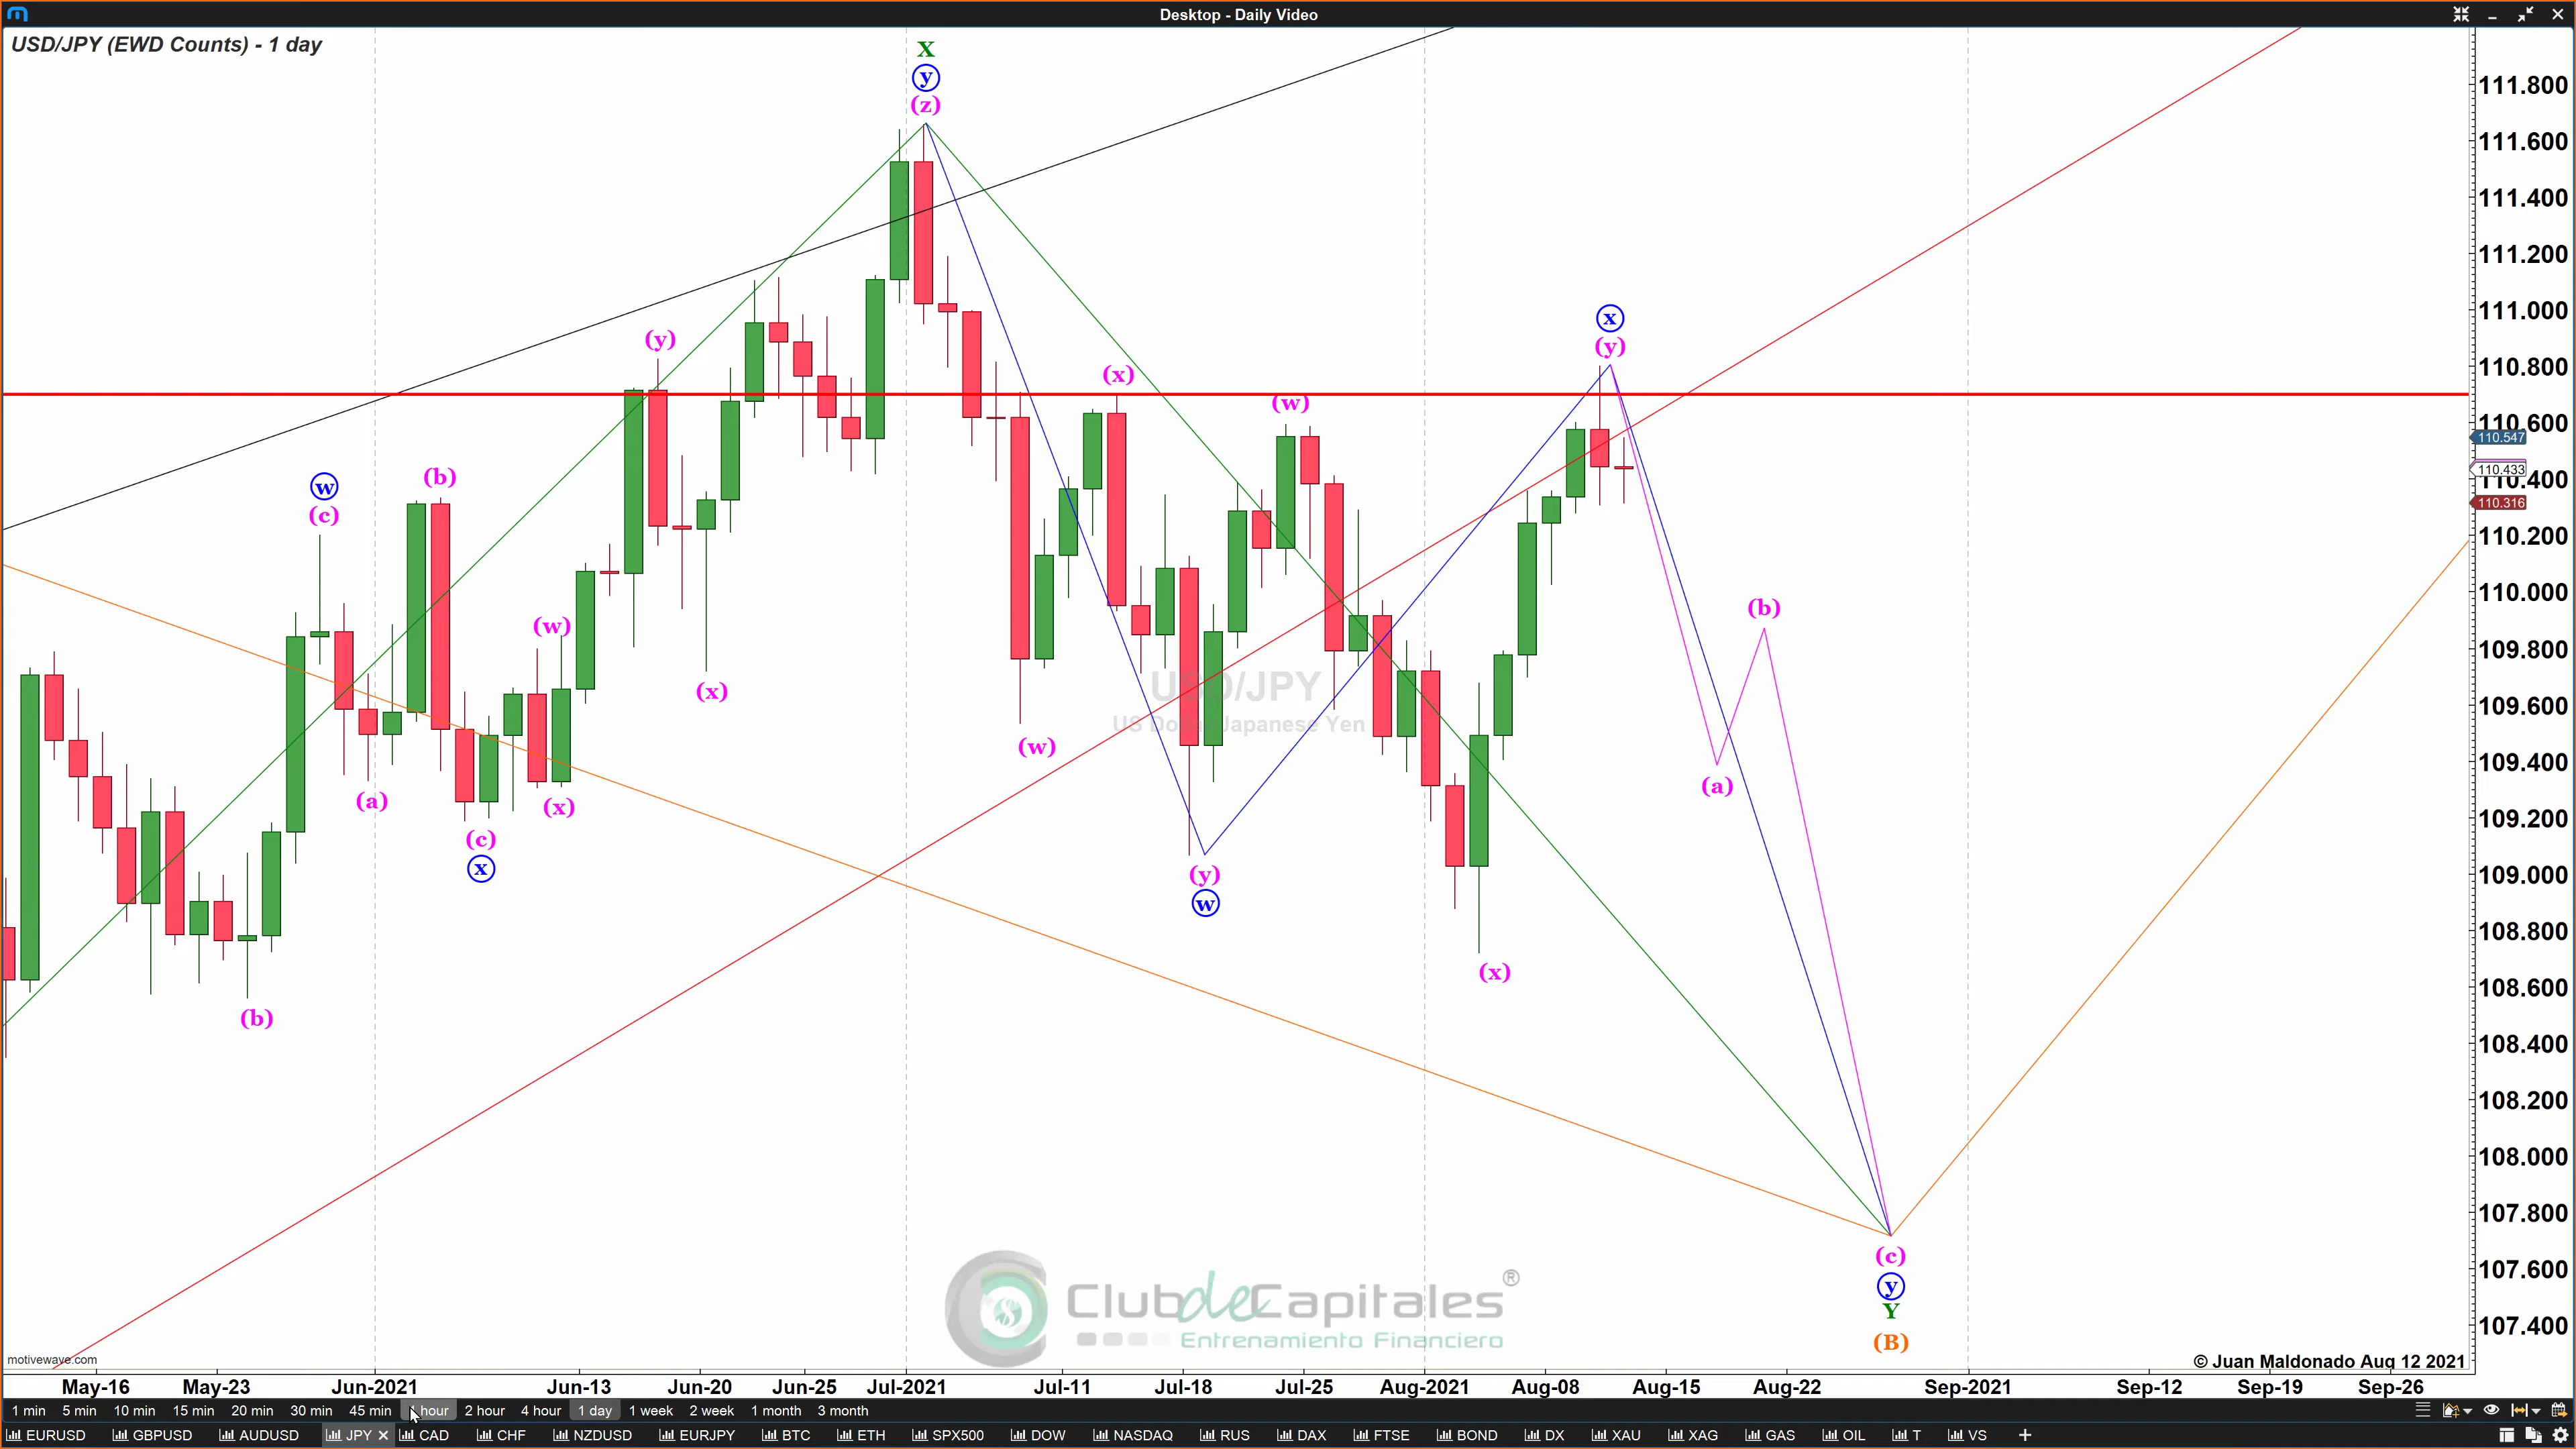 Desktop - Daily Video
USD/JPY (EWD Counts) - 1 day
X
y
(z)
111.800
111.600
111.400
111.200
111.000
x
(y)
(y)
110.800
(x)
(w)
110.600
110.547
(b)
110.433
110.400
w
(c)
110.316
110.200
110.000
(b)
(w)
109.800
USD/JPY
(x)
109.600
US Dollar/Japanese Yen
(w)
109.400
(a)
(a)
(x)
109.200
(c)
x
(y)
109.000
w
108.800
(x)
108.600
(b)
108.400
108.200
108.000
107.800
(c)
107.600
y
ClubdeCapitales®
Y
107.400
Entrenamiento Financiero
(B)
motivewave.com
© Juan Maldonado Aug 12 2021
May-16 May-23 Jun-2021 Jun-13 Jun-20 Jun-25 Jul-2021 Jul-11 Jul-18 Jul-25 Aug-2021 Aug-08 Aug-15 Aug-22 Sep-2021 Sep-12 Sep-19 Sep-26
1 min 5 min 10 min 15 min 20 min 30 min 45 min hour 2 hour 4 hour 1 day 1 week 2 week 1 month 3 month
EURUSD GBPUSD AUDUSD JPY CAD CHF NZDUSD EURJPY BTC ETH SPX500 DOW NASDAQ RUS DAX FTSE BOND DX XAU XAG GAS OIL T VS +